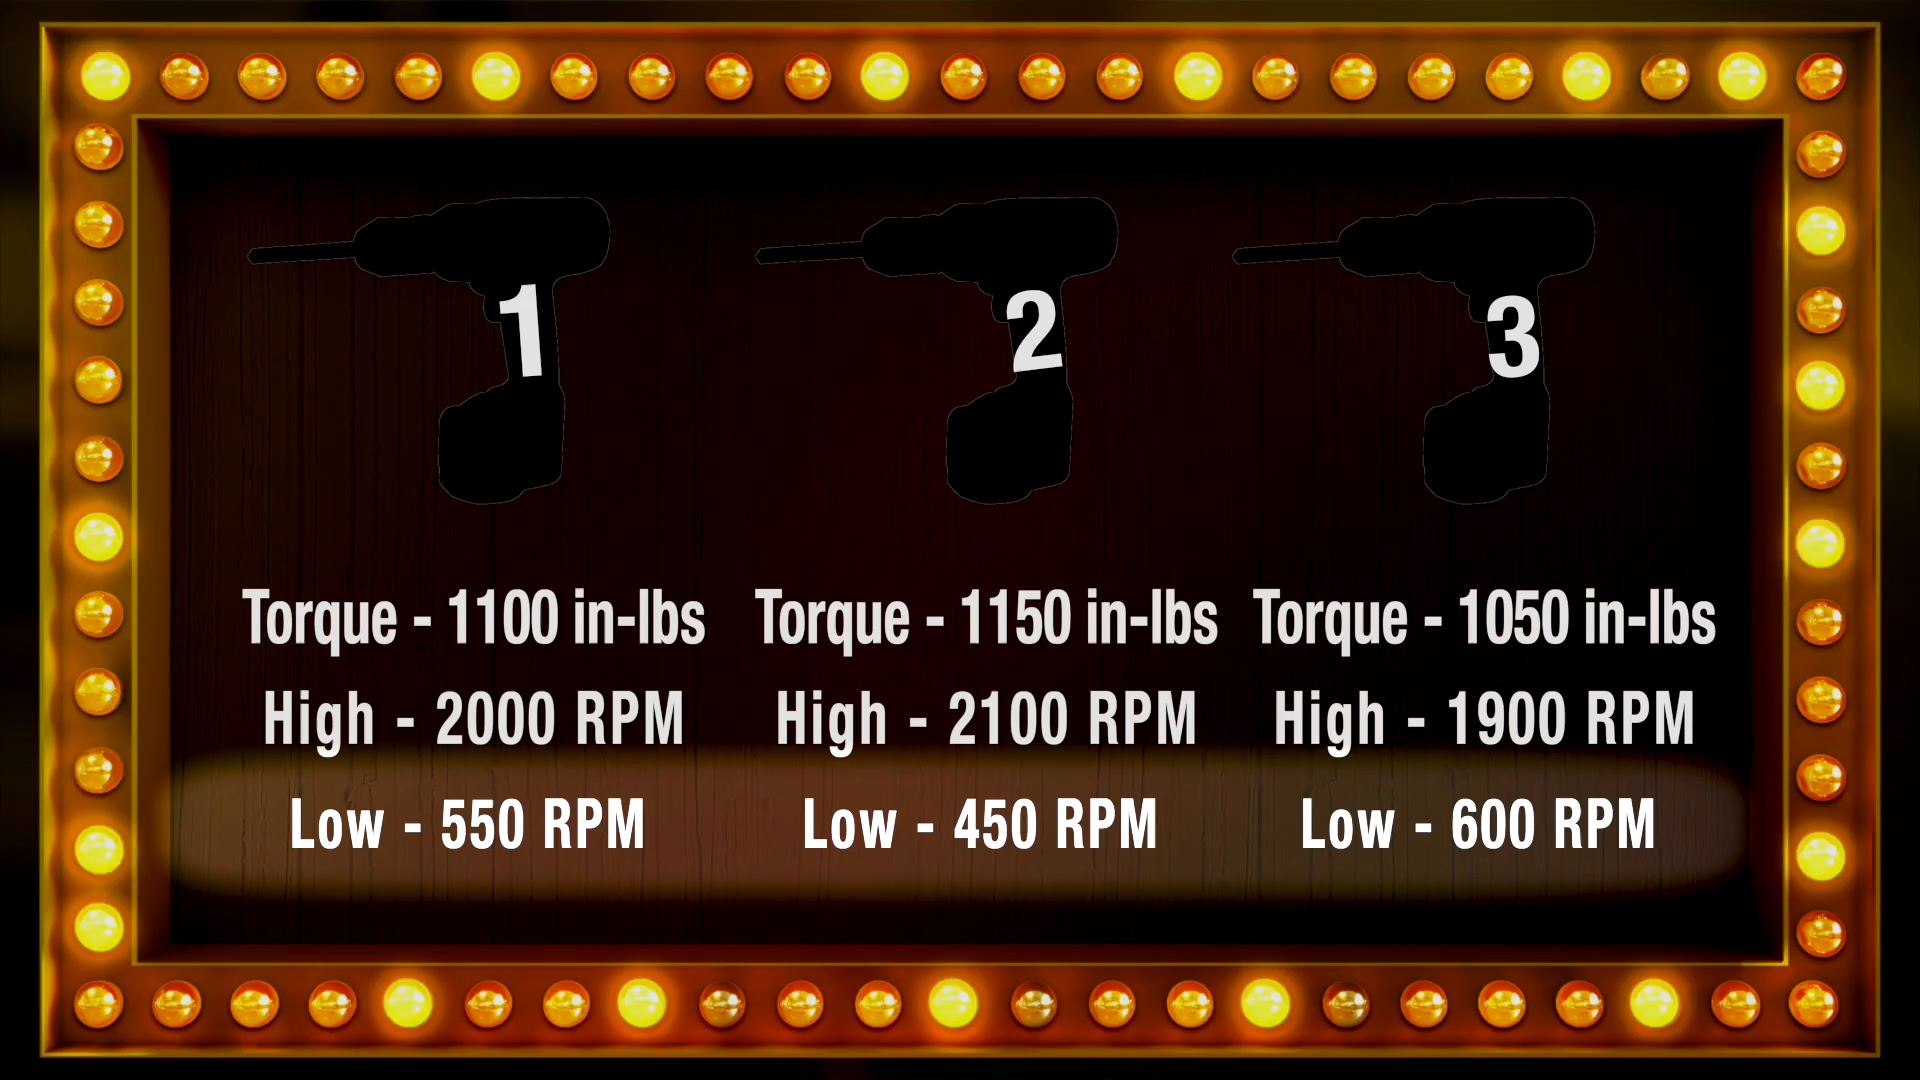 1
2
3
Torque - 1100 in-lbs
Torque - 1150 in-lbs
Torque - 1050 in-lbs
High - 2000 RPM
High - 2100 RPM
High - 1900 RPM
Low - 550 RPM
Low - 450 RPM
Low - 600 RPM